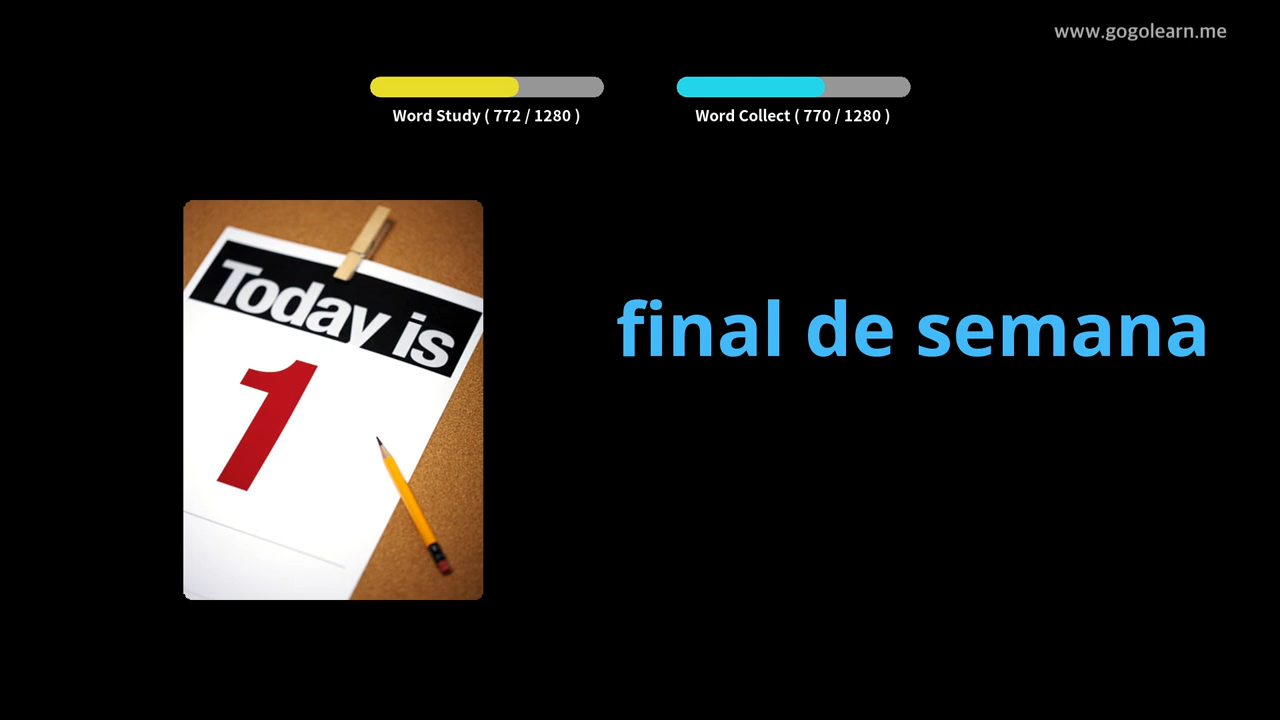 www.gogolearn.me
Word Study ( 772 / 1280 )
Word Collect ( 770 / 1280 )
Today is
1
final de semana